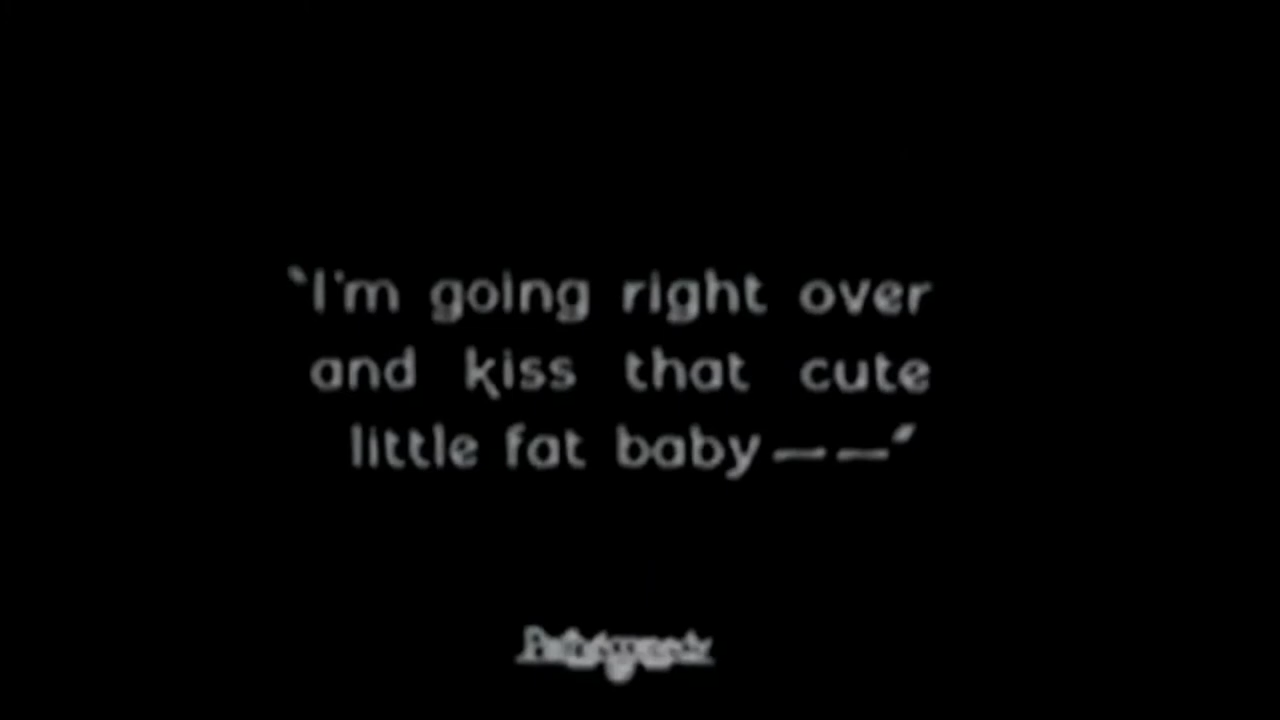 "I'm going right over
and kiss that cute
little fat baby — —"